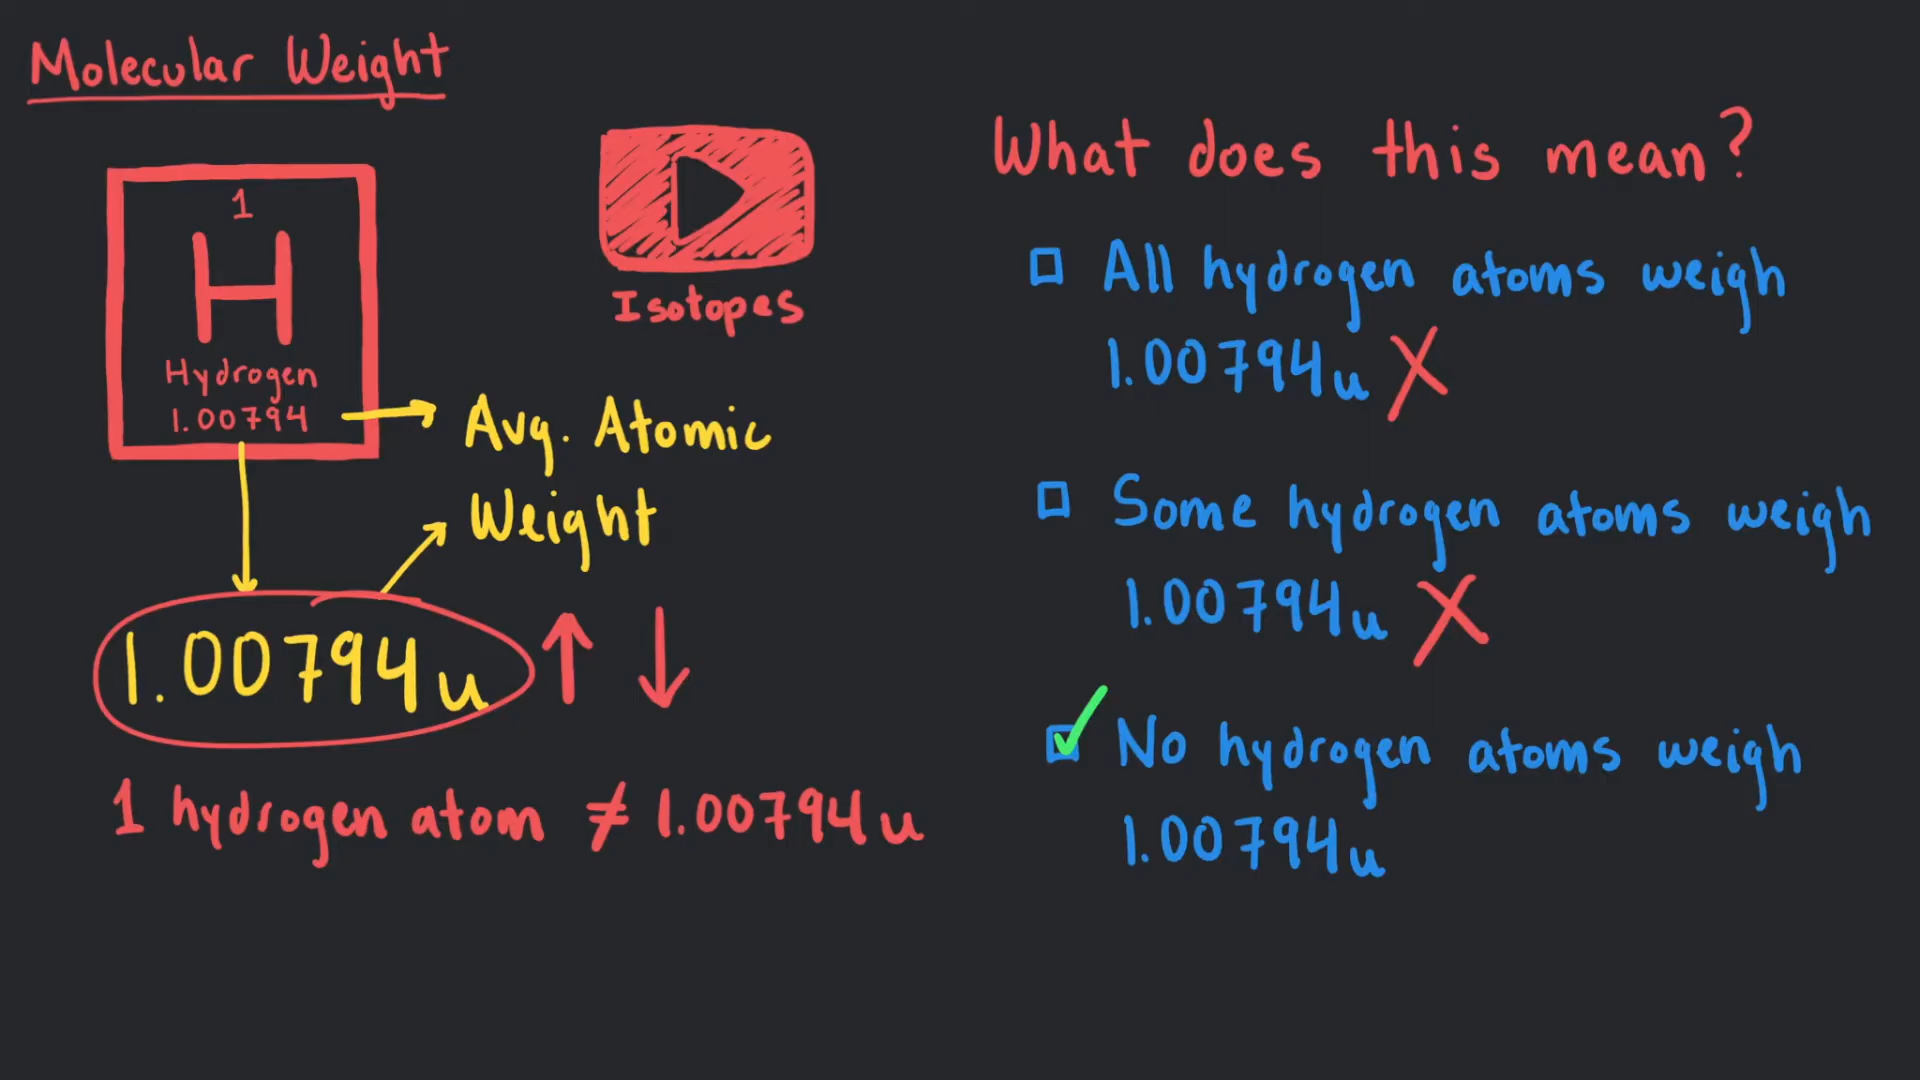 Molecular Weight
1
H
Hydrogen
1.00794
Avg. Atomic
Weight
1.00794u
1 hydrogen atom ≠ 1.00794u
Isotopes
What does this mean?
All hydrogen atoms weigh
1.00794u
Some hydrogen atoms weigh
1.00794u
No hydrogen atoms weigh
1.00794u